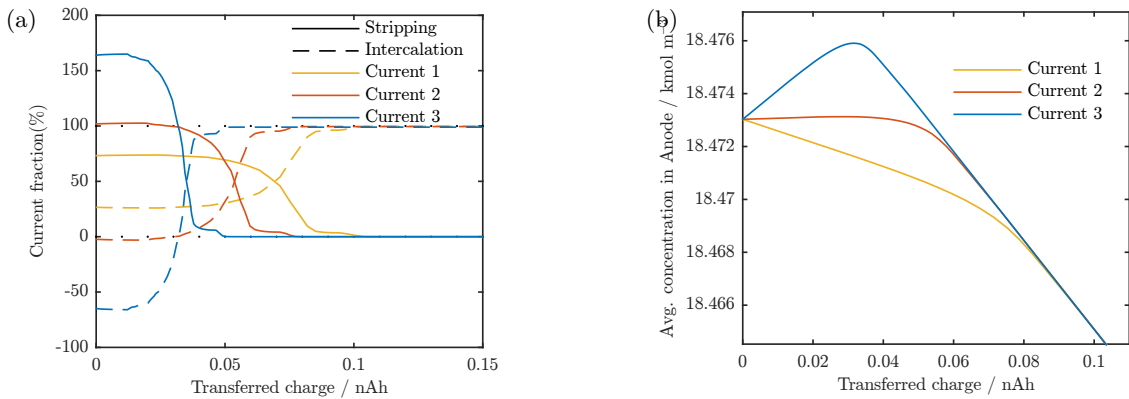 (a)
200
150
100
50
0
-50
-100
Current fraction(%)
0
0.05
0.1
0.15
Transferred charge / nAh
Stripping
Intercalation
Current 1
Current 2
Current 3
(b)
18.476
18.474
18.472
18.47
18.468
18.466
Avg. concentration in Anode / kmol m
0
0.02
0.04
0.06
0.08
0.1
Transferred charge / nAh
Current 1
Current 2
Current 3